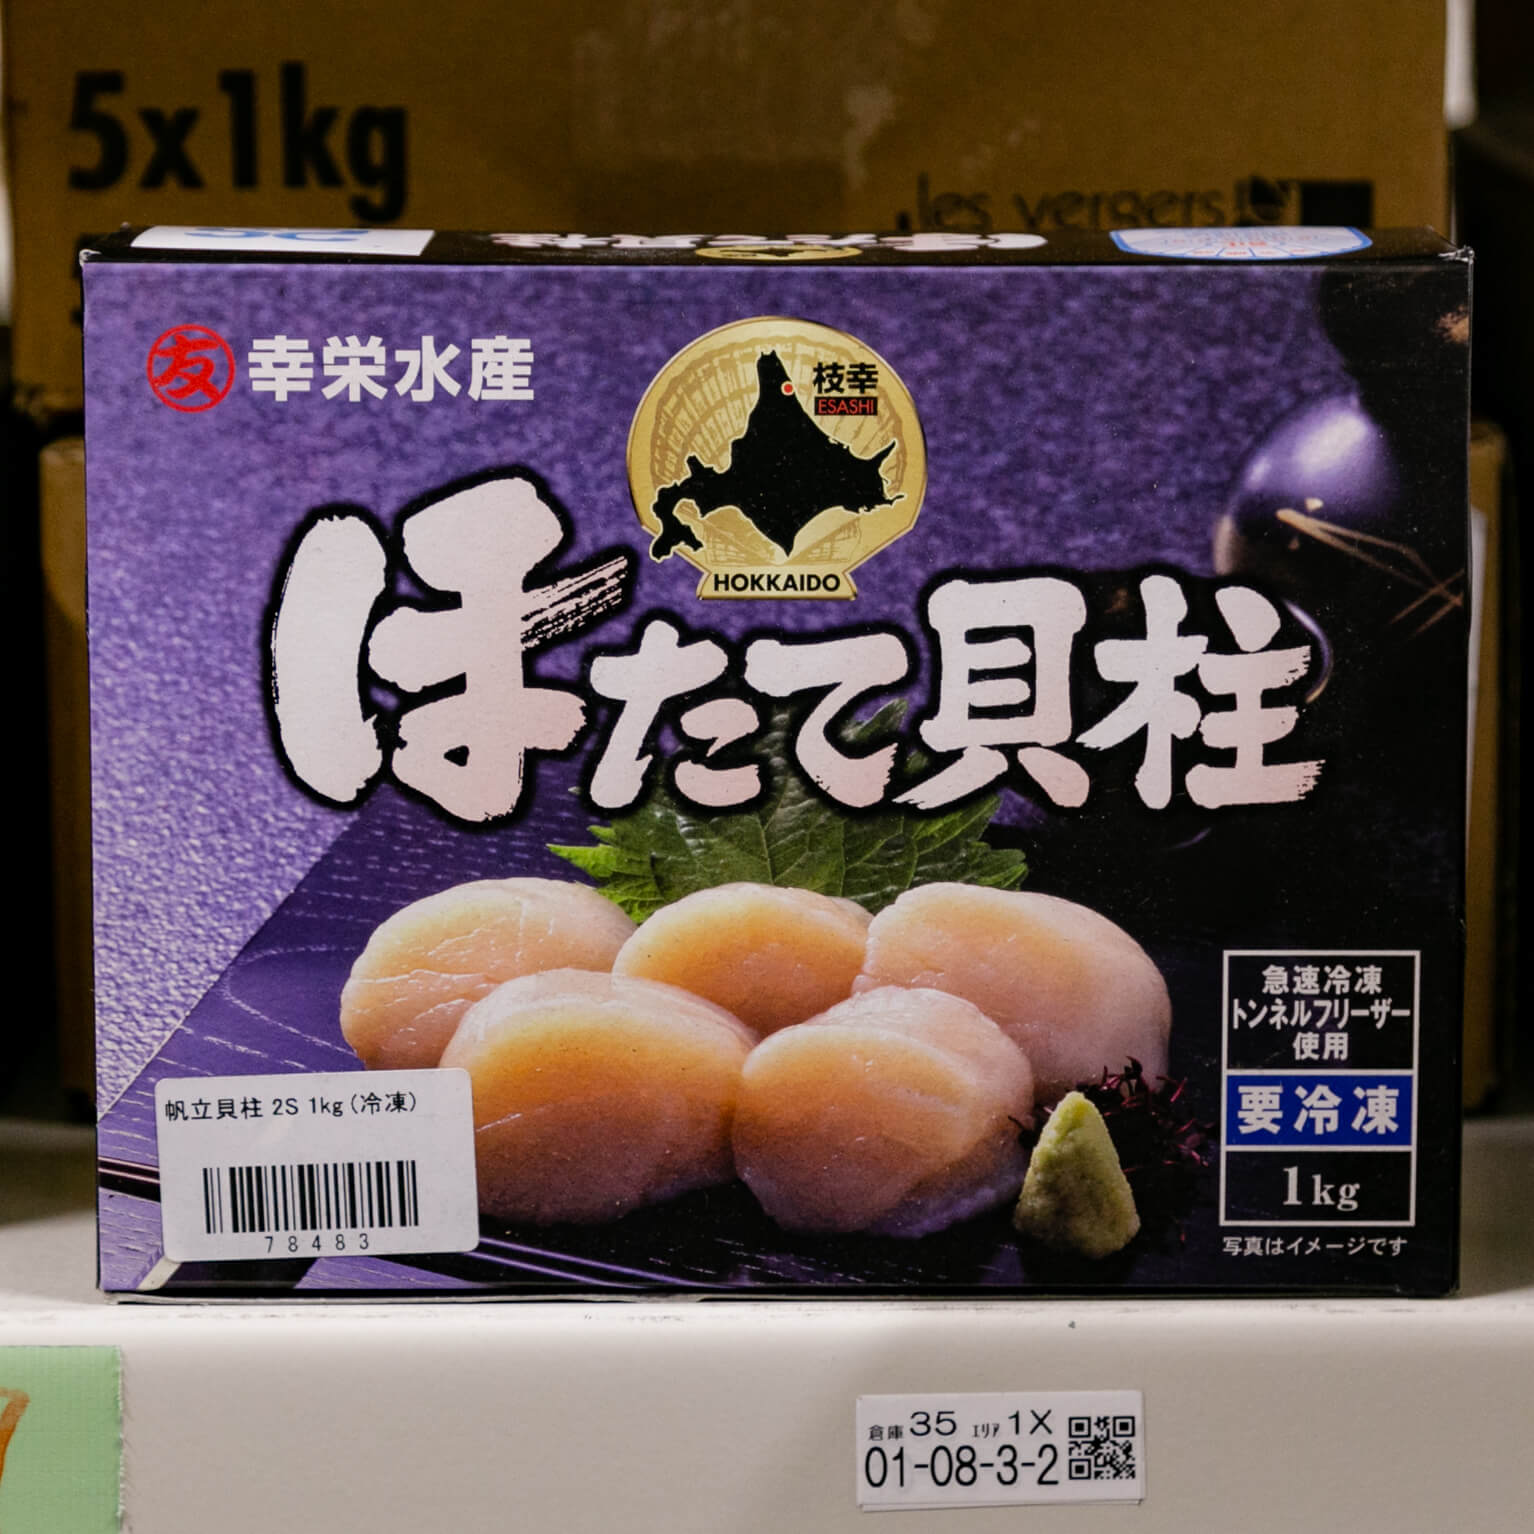 5x1kg
les vergers
友 幸栄水産
枝幸
ESASHI
HOKKAIDO
ほたて貝柱
急速冷凍
トンネルフリーザー
使用
要冷凍
1kg
写真はイメージです
帆立貝柱 2S 1kg(冷凍)
78483
倉庫 35 エリア 1X
01-08-3-2